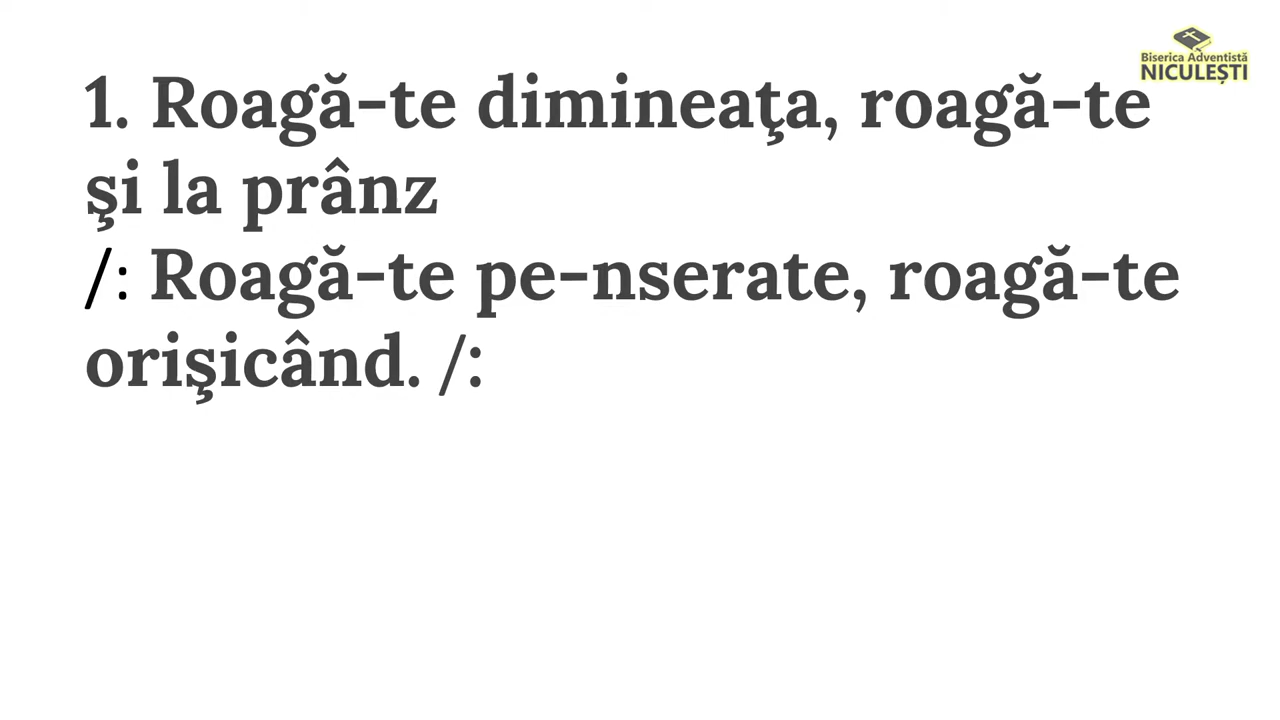 Biserica Adventistă
NICULEȘTI
1. Roagă-te dimineaţa, roagă-te
şi la prânz
/: Roagă-te pe-nserate, roagă-te
orişicând. /: